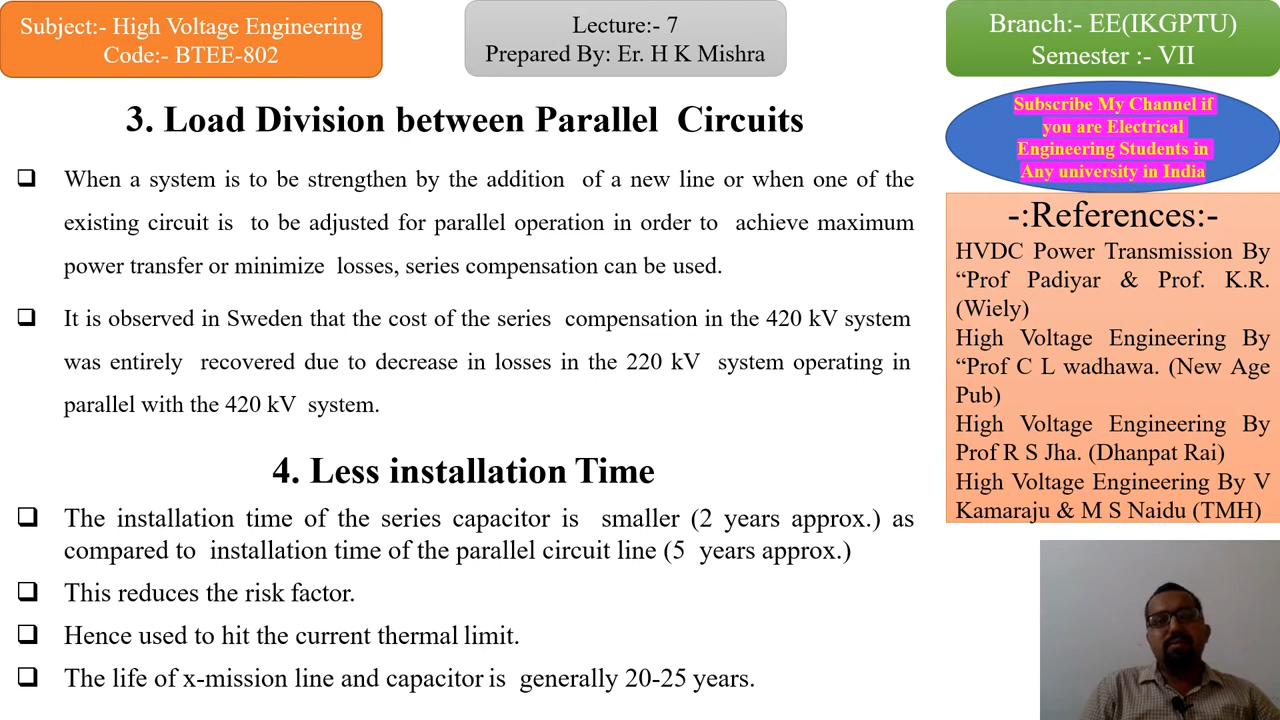 Subject:- High Voltage Engineering
Code:- BTEE-802
Lecture:- 7
Prepared By: Er. H K Mishra
Branch:- EE(IKGPTU)
Semester :- VII
3. Load Division between Parallel Circuits
❑ When a system is to be strengthen by the addition of a new line or when one of the
existing circuit is to be adjusted for parallel operation in order to achieve maximum
power transfer or minimize losses, series compensation can be used.
❑ It is observed in Sweden that the cost of the series compensation in the 420 kV system
was entirely recovered due to decrease in losses in the 220 kV system operating in
parallel with the 420 kV system.
4. Less installation Time
❑ The installation time of the series capacitor is smaller (2 years approx.) as
compared to installation time of the parallel circuit line (5 years approx.)
❑ This reduces the risk factor.
❑ Hence used to hit the current thermal limit.
❑ The life of x-mission line and capacitor is generally 20-25 years.
Subscribe My Channel if
you are Electrical
Engineering Students in
Any university in India
-:References:-
HVDC Power Transmission By
“Prof Padiyar & Prof. K.R.
(Wiely)
High Voltage Engineering By
“Prof C L wadhawa. (New Age
Pub)
High Voltage Engineering By
Prof R S Jha. (Dhanpat Rai)
High Voltage Engineering By V
Kamaraju & M S Naidu (TMH)